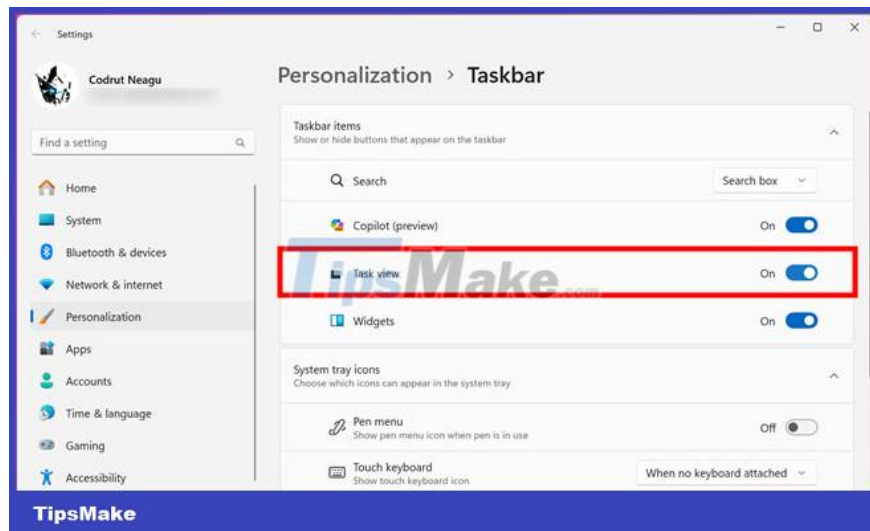 Settings
Codrut Neagu
Find a setting
Home
System
Bluetooth & devices
Network & internet
Personalization
Apps
Accounts
Time & language
Gaming
Accessibility
Personalization > Taskbar
Taskbar items
Show or hide buttons that appear on the taskbar
Search
Search box
Copilot (preview)
On
Task view
On
TipsMake.com
Widgets
On
System tray icons
Choose which icons can appear in the system tray
Pen menu
Show pen menu icon when pen is in use
Off
Touch keyboard
Show touch keyboard icon
When no keyboard attached
TipsMake